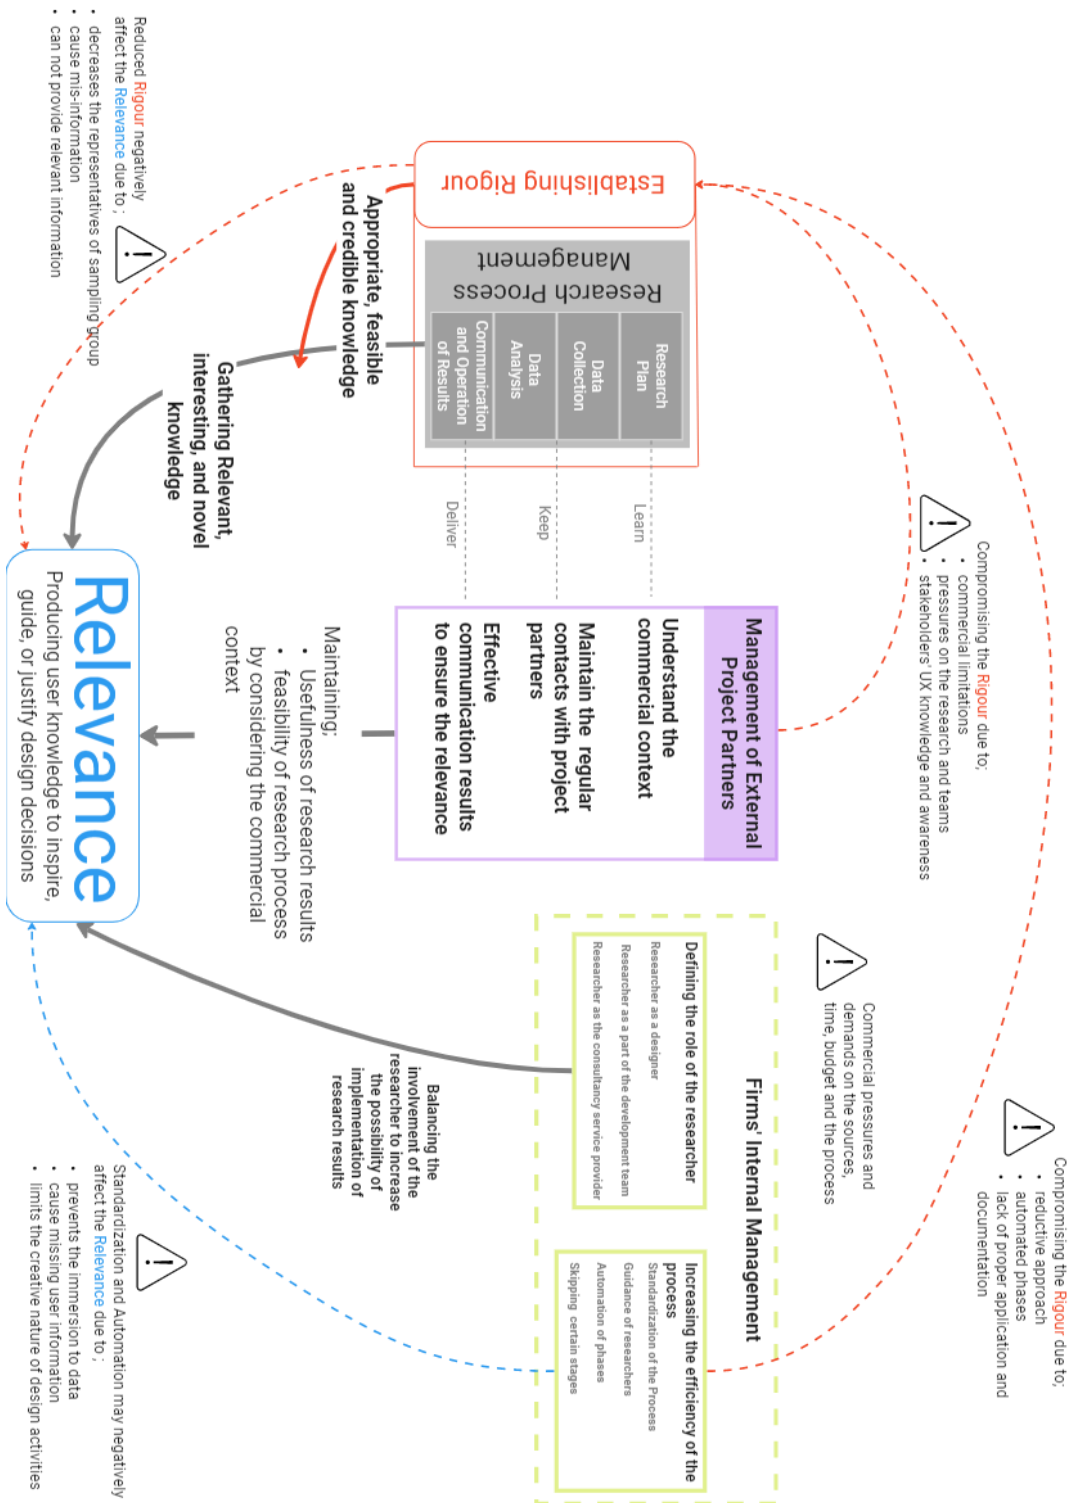 Compromising the Rigour due to;
• reductive approach
• automated phases
• lack of proper application and
documentation
Compromising the Rigour due to;
• commercial limitations
• pressures on the research and teams
• stakeholders' UX knowledge and awareness
Commercial pressures and
demands on the sources,
time, budget and the process
Establishing Rigour
Research Process
Management
Research
Plan
Data
Collection
Data
Analysis
Communication
and Operation
of Results
Learn
Keep
Deliver
Management of External
Project Partners
Understand the
commercial context
Maintain the regular
contacts with project
partners
Effective
communication results
to ensure the relevance
Firms' Internal Management
Defining the role of the researcher
Researcher as a designer
Researcher as a part of the development team
Researcher as the consultancy service provider
Increasing the efficiency of the
process
Standardization of the Process
Guidance of researchers
Automation of phases
Skipping certain stages
Appropriate, feasible
and credible knowledge
Gathering Relevant,
interesting, and novel
knowledge
Maintaining;
• Usefulness of research results
• feasibility of research process
by considering the commercial
context
Balancing the
involvement of the
researcher to increase
the possibility of
implementation of
research results
Reduced Rigour negatively
affect the Relevance due to ;
• decreases the representatives of sampling group
• cause mis-information
• can not provide relevant information
Relevance
Producing user knowledge to inspire,
guide, or justify design decisions
Standardization and Automation may negatively
affect the Relevance due to ;
• prevents the immersion to data
• cause missing user information
• limits the creative nature of design activities